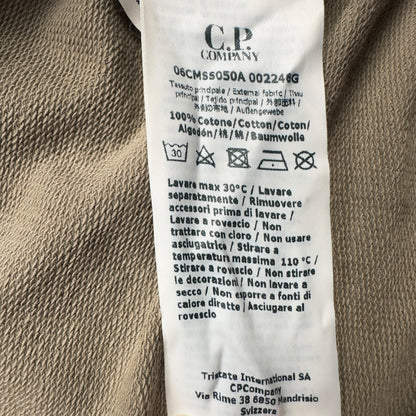 C.P.
COMPANY
06CMSS050A 002246G
Tessuto principale / External fabric / Tissu
principal / Tejido principal / 外部面料 /
外側の布地 / Außengewebe
100% Cotone/Cotton/Coton/
Algodón/棉/綿/Baumwolle
30
Lavare max 30°C / Lavare
separatamente / Rimuovere
accessori prima di lavare /
Lavare a rovescio / Non
trattare con cloro / Non usare
asciugatrice / Stirare a
temperatura massima 110 °C /
Stirare a rovescio / Non stirare
le decorazioni / Non lavare a
secco / Non esporre a fonti di
calore dirette / Asciugare al
rovescio
Tristate International SA
CPCompany
Via Rime 38 6850 Mendrisio
Svizzera